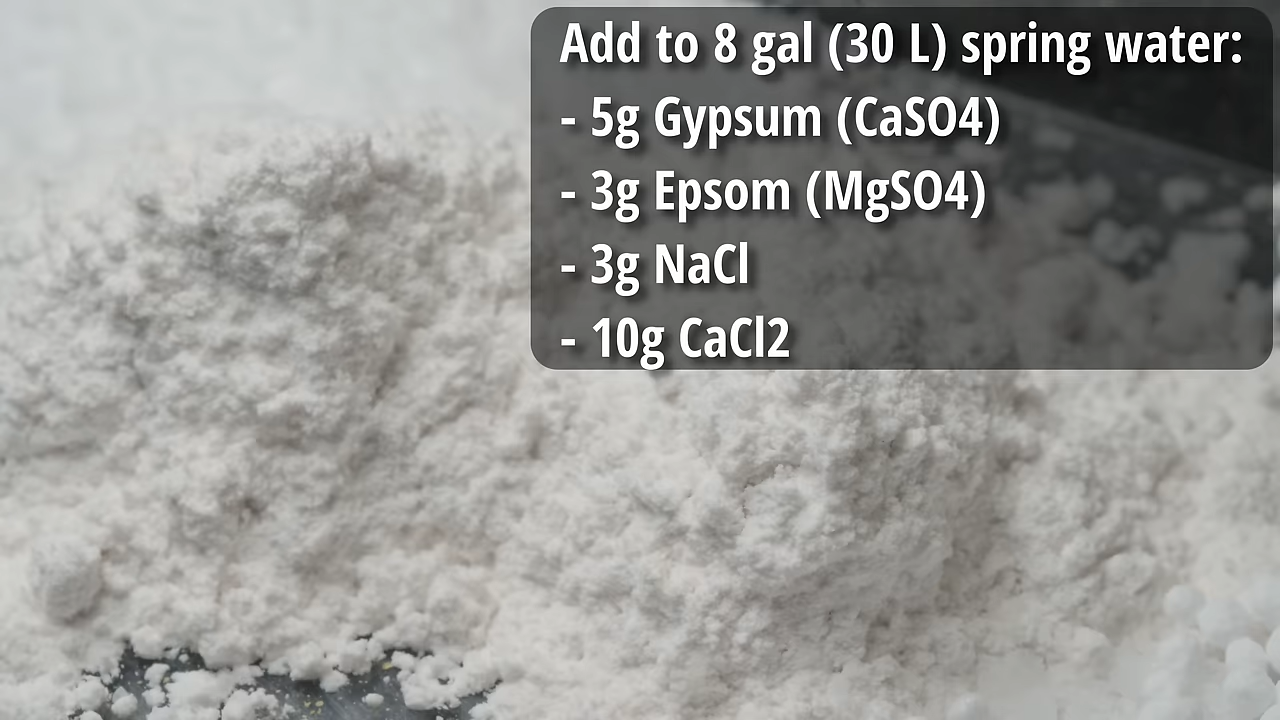 Add to 8 gal (30 L) spring water:
- 5g Gypsum (CaSO4)
- 3g Epsom (MgSO4)
- 3g NaCl
- 10g CaCl2